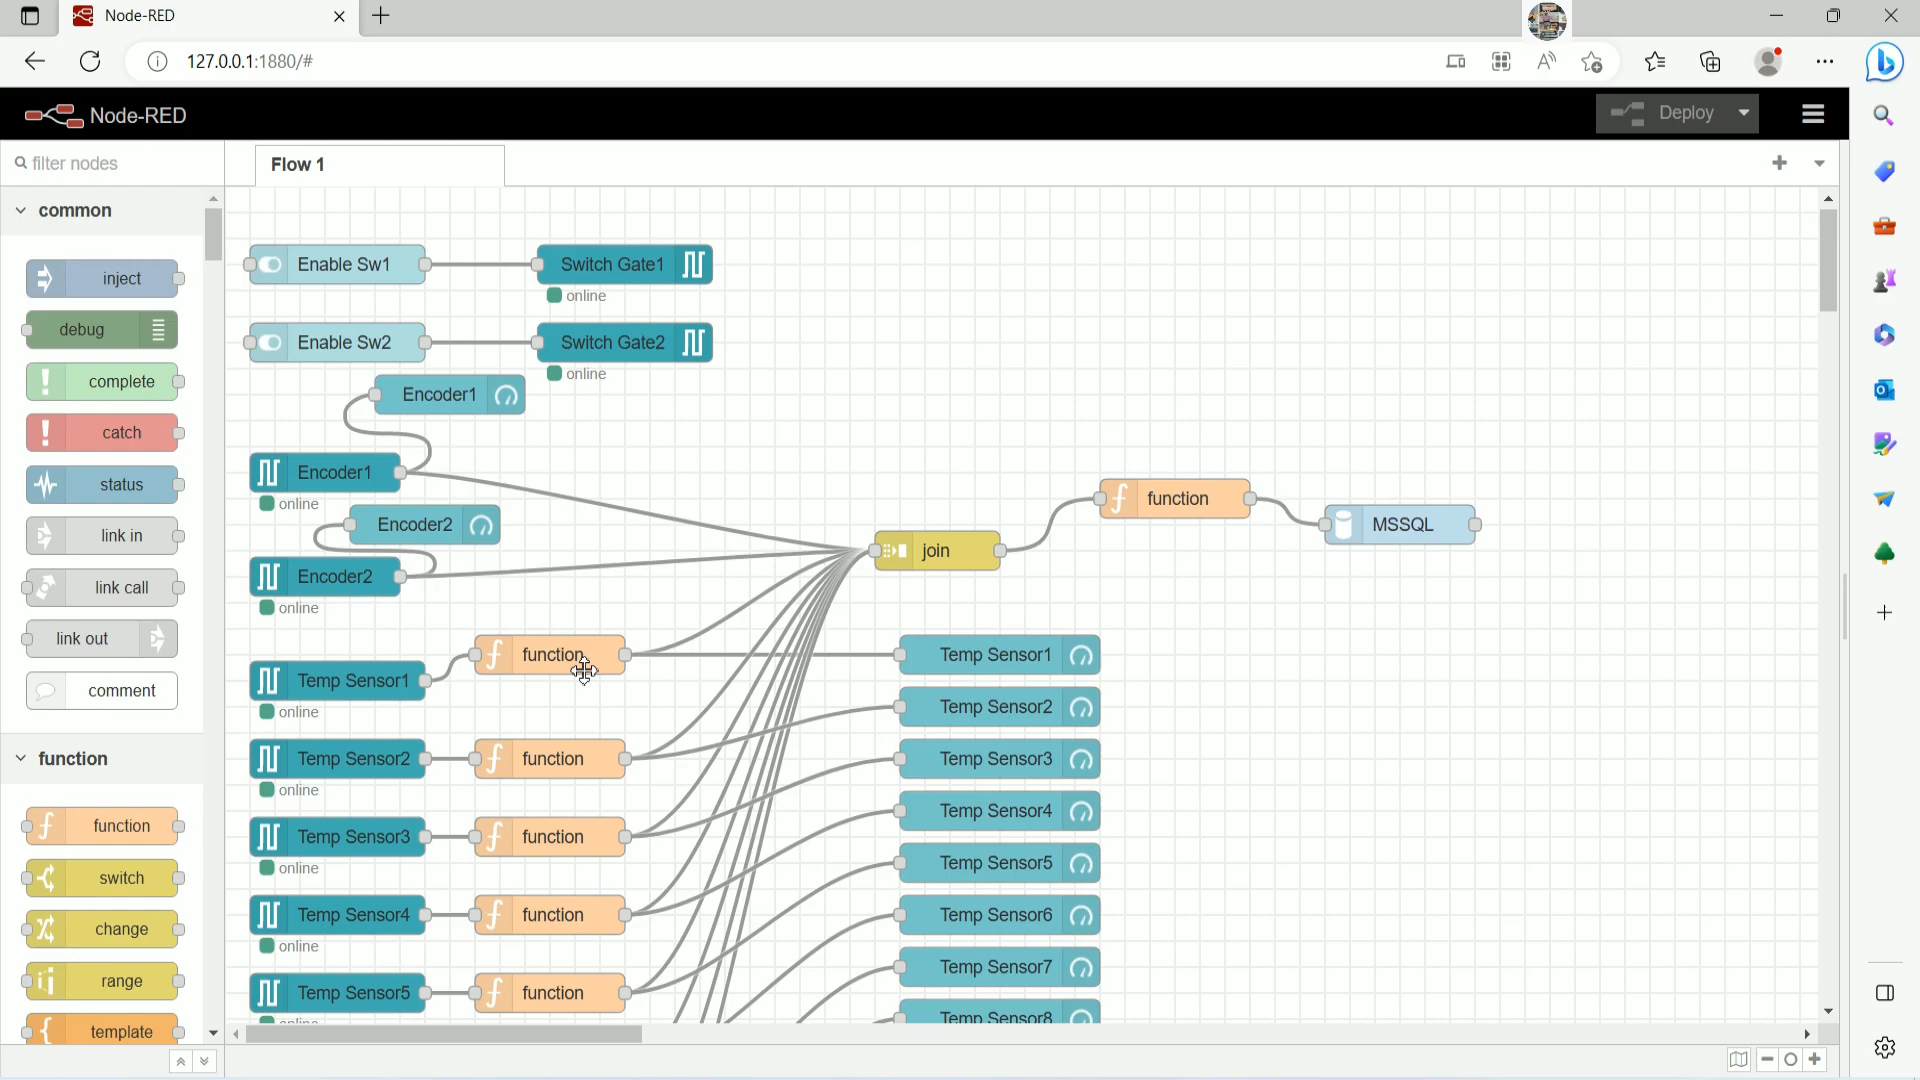 Node-RED
127.0.0.1:1880/#
Node-RED
Deploy
filter nodes
Flow 1
common
inject
debug
complete
catch
status
link in
link call
link out
comment
function
function
switch
change
range
template
Enable Sw1
Switch Gate1
online
Enable Sw2
Switch Gate2
online
Encoder1
Encoder1
online
Encoder2
Encoder2
online
join
function
MSSQL
function
Temp Sensor1
Temp Sensor1
online
Temp Sensor2
Temp Sensor2
function
online
Temp Sensor3
Temp Sensor3
function
online
Temp Sensor4
Temp Sensor4
function
online
Temp Sensor5
Temp Sensor6
Temp Sensor7
Temp Sensor5
function
online
Temp Sensor8